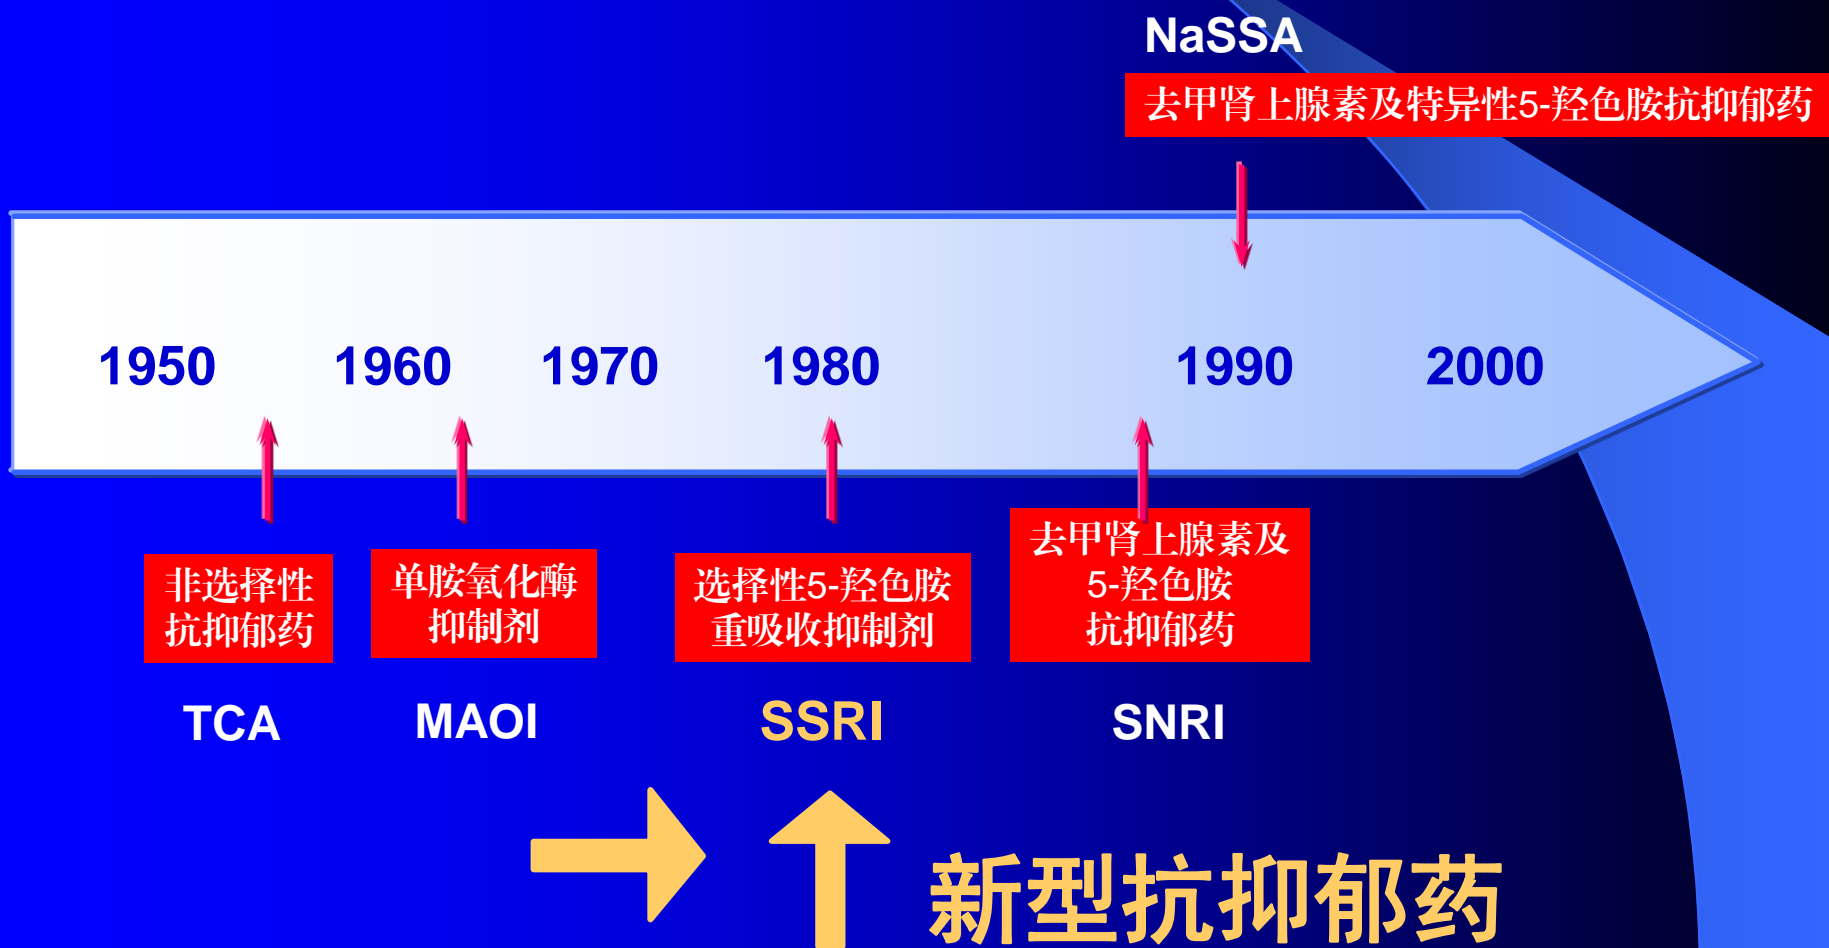 NaSSA
去甲肾上腺素及特异性5-羟色胺抗抑郁药
1950 1960 1970 1980 1990 2000
非选择性
抗抑郁药
TCA
单胺氧化酶
抑制剂
MAOI
选择性5-羟色胺
重吸收抑制剂
SSRI
去甲肾上腺素及
5-羟色胺
抗抑郁药
SNRI
新型抗抑郁药